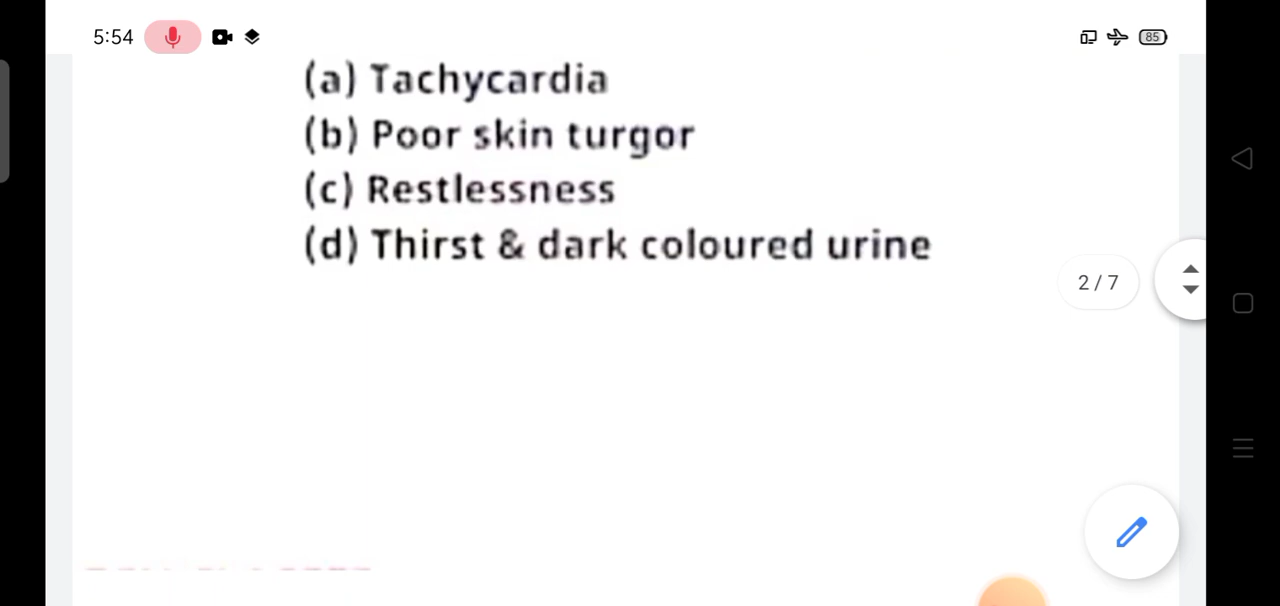 5:54
85
(a) Tachycardia
(b) Poor skin turgor
(c) Restlessness
(d) Thirst & dark coloured urine
2 / 7